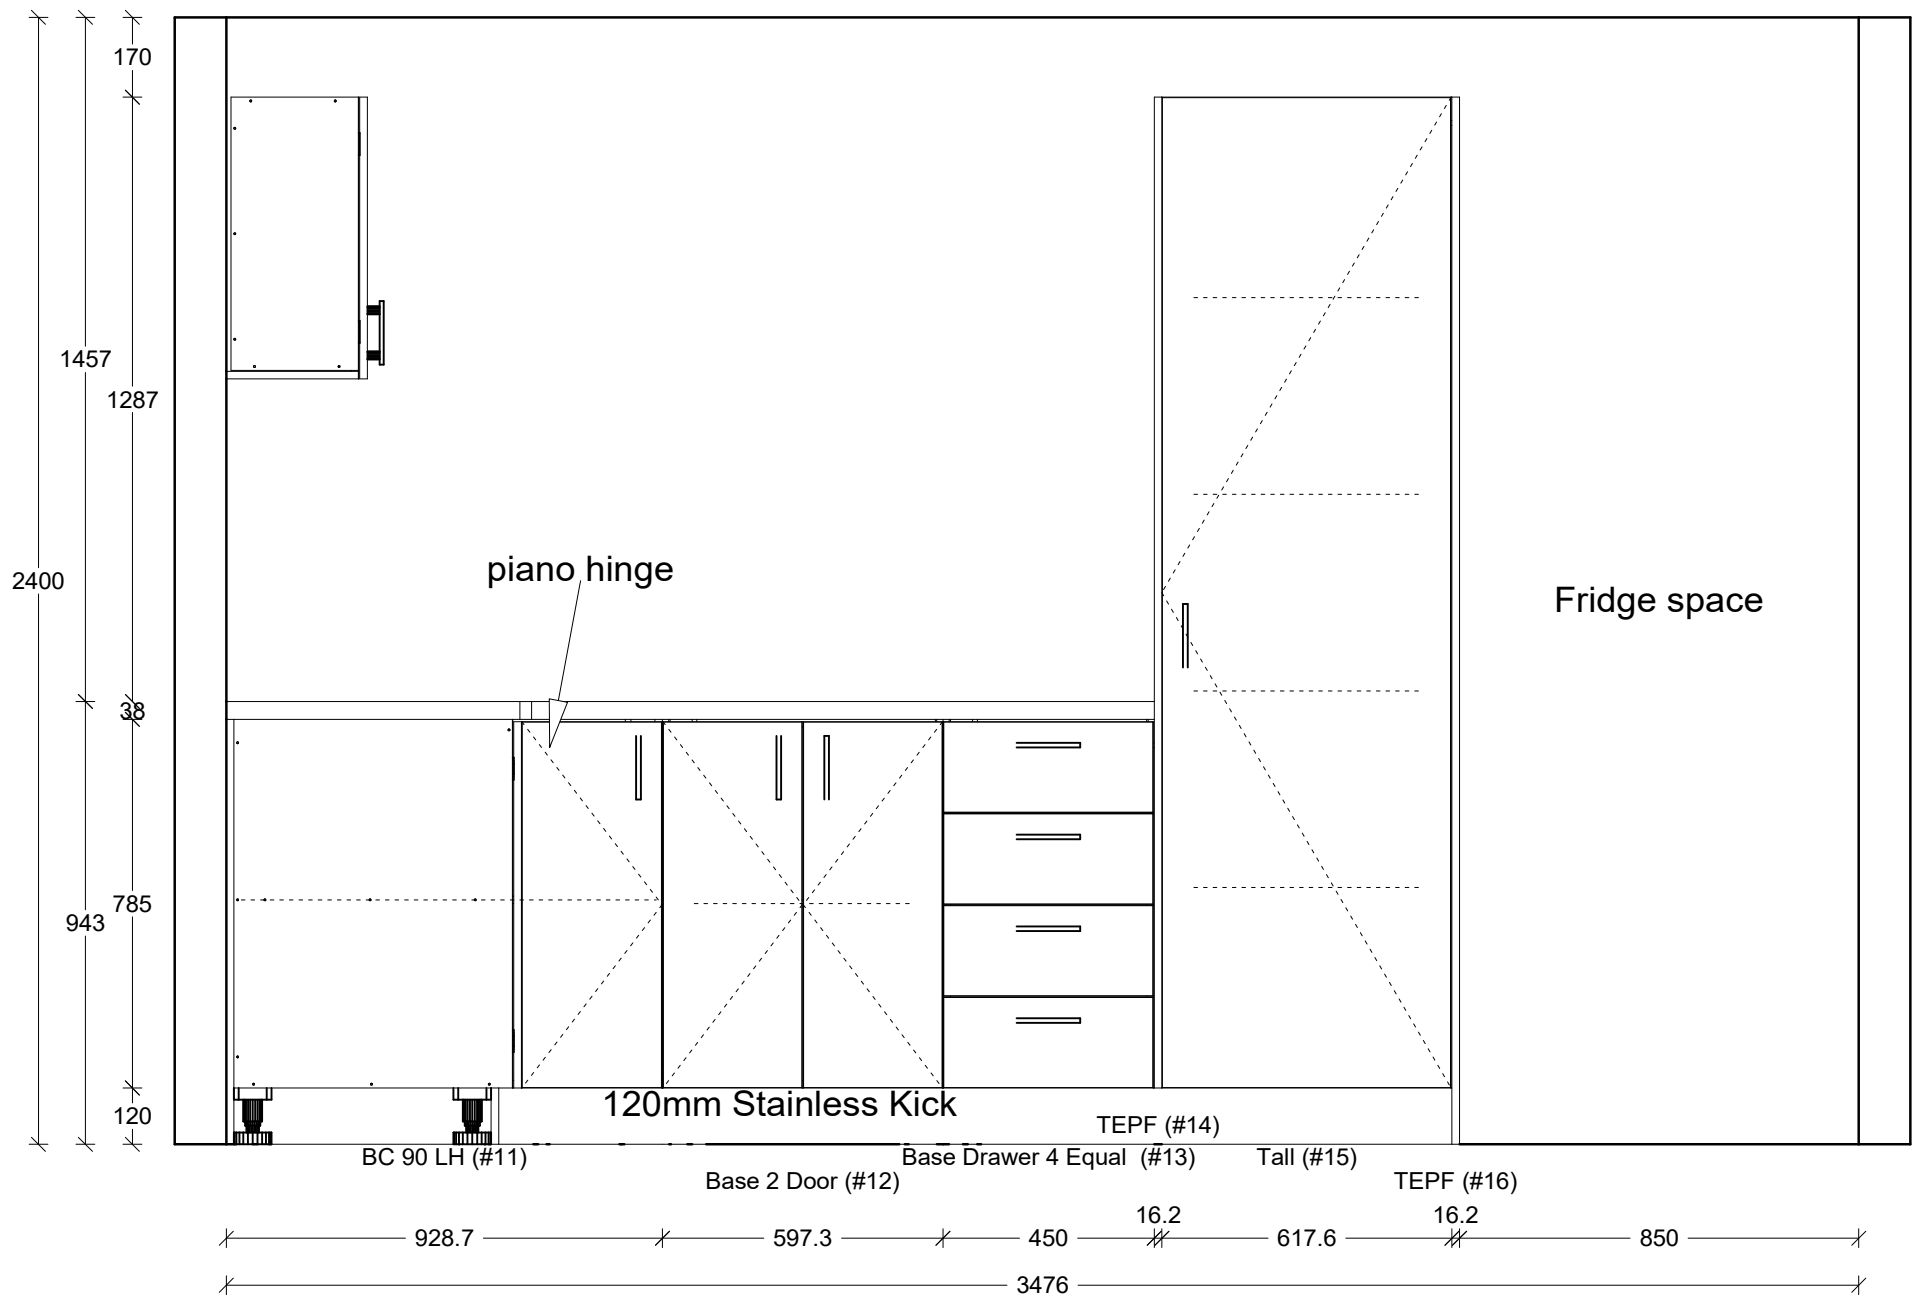 170
1457
1287
piano hinge
2400
Fridge space
38
785
943
120mm Stainless Kick
120
TEPF (#14)
BC 90 LH (#11)
Base Drawer 4 Equal (#13)
Tall (#15)
Base 2 Door (#12)
TEPF (#16)
16.2
16.2
928.7
597.3
450
617.6
850
3476